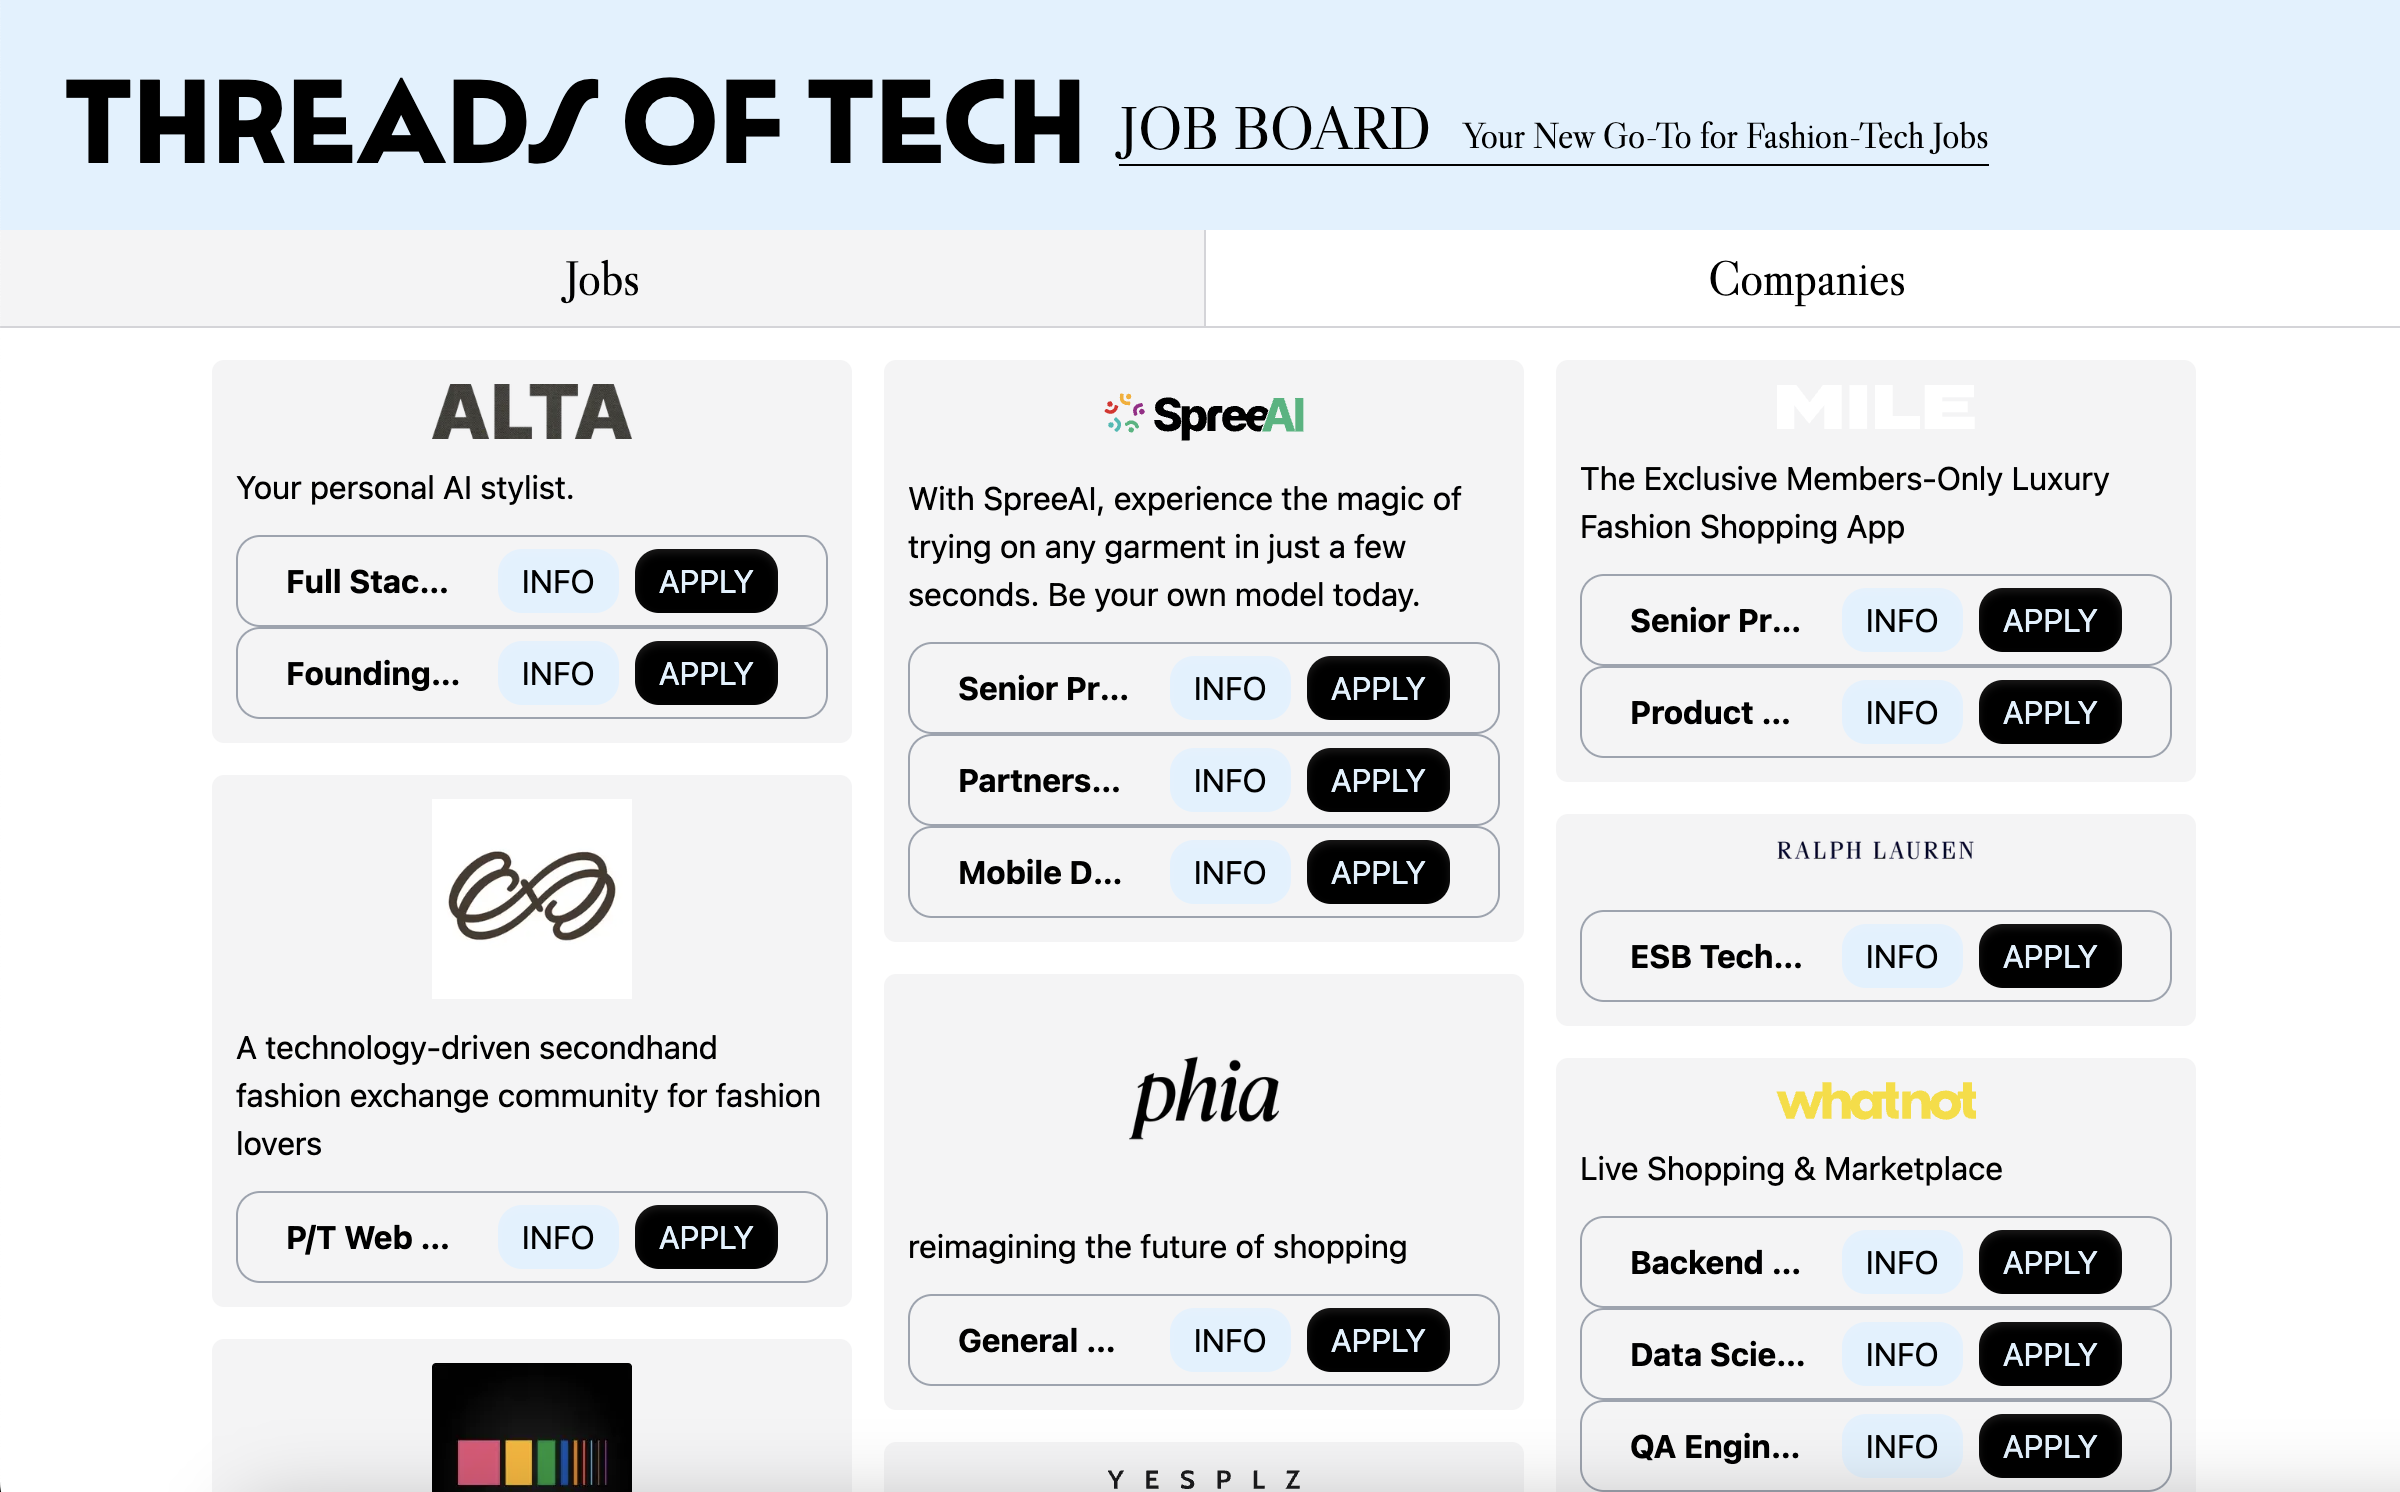 THREADS OF TECH JOB BOARD Your New Go-To for Fashion-Tech Jobs
Jobs
Companies
ALTA
Your personal AI stylist.
Full Stac... INFO APPLY
Founding... INFO APPLY
A technology-driven secondhand
fashion exchange community for fashion
lovers
P/T Web ... INFO APPLY
SpreeAI
With SpreeAI, experience the magic of
trying on any garment in just a few
seconds. Be your own model today.
Senior Pr... INFO APPLY
Partners... INFO APPLY
Mobile D... INFO APPLY
phia
reimagining the future of shopping
General ... INFO APPLY
YESPLZ
MILE
The Exclusive Members-Only Luxury
Fashion Shopping App
Senior Pr... INFO APPLY
Product ... INFO APPLY
RALPH LAUREN
ESB Tech... INFO APPLY
whatnot
Live Shopping & Marketplace
Backend ... INFO APPLY
Data Scie... INFO APPLY
QA Engin... INFO APPLY